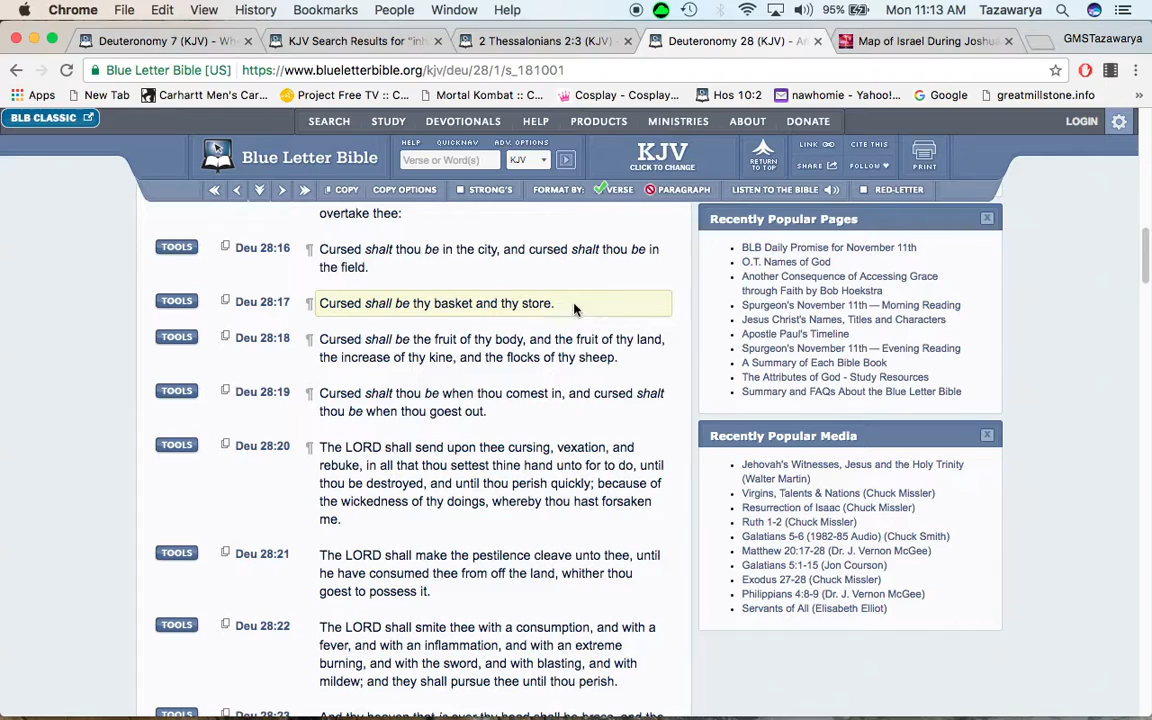 Chrome File Edit View History Bookmarks People Window Help 95% Mon 11:13 AM Tazawarya
Deuteronomy 7 (KJV) - Wh
KJV Search Results for "inh
2 Thessalonians 2:3 (KJV) -
Deuteronomy 28 (KJV) - A
Map of Israel During Joshua
GMSTazawarya
Blue Letter Bible [US] https://www.blueletterbible.org/kjv/deu/28/1/s_181001
Apps New Tab Carhartt Men's Car... Project Free TV :: C... Mortal Kombat :: C... Cosplay - Cosplay... Hos 10:2 nawhomie - Yahoo!... Google greatmillstone.info »
BLB CLASSIC
SEARCH STUDY DEVOTIONALS HELP PRODUCTS MINISTRIES ABOUT DONATE LOGIN
Blue Letter Bible
HELP QUICKNAV ADV. OPTIONS
Verse or Word(s) KJV
KJV
CLICK TO CHANGE
RETURN
TO TOP
LINK CITE THIS
SHARE FOLLOW
PRINT
COPY COPY OPTIONS STRONG'S FORMAT BY: VERSE PARAGRAPH LISTEN TO THE BIBLE RED-LETTER
overtake thee:
TOOLS Deu 28:16 ¶ Cursed shalt thou be in the city, and cursed shalt thou be in
the field.
TOOLS Deu 28:17 ¶ Cursed shall be thy basket and thy store.
TOOLS Deu 28:18 ¶ Cursed shall be the fruit of thy body, and the fruit of thy land,
the increase of thy kine, and the flocks of thy sheep.
TOOLS Deu 28:19 ¶ Cursed shalt thou be when thou comest in, and cursed shalt
thou be when thou goest out.
TOOLS Deu 28:20 ¶ The LORD shall send upon thee cursing, vexation, and
rebuke, in all that thou settest thine hand unto for to do, until
thou be destroyed, and until thou perish quickly; because of
the wickedness of thy doings, whereby thou hast forsaken
me.
TOOLS Deu 28:21 The LORD shall make the pestilence cleave unto thee, until
he have consumed thee from off the land, whither thou
goest to possess it.
TOOLS Deu 28:22 The LORD shall smite thee with a consumption, and with a
fever, and with an inflammation, and with an extreme
burning, and with the sword, and with blasting, and with
mildew; and they shall pursue thee until thou perish.
TOOLS Deu 28:23 And thy heaven that is over thy head shall be brass, and the
Recently Popular Pages
BLB Daily Promise for November 11th
O.T. Names of God
Another Consequence of Accessing Grace
through Faith by Bob Hoekstra
Spurgeon's November 11th — Morning Reading
Jesus Christ's Names, Titles and Characters
Apostle Paul's Timeline
Spurgeon's November 11th — Evening Reading
A Summary of Each Bible Book
The Attributes of God - Study Resources
Summary and FAQs About the Blue Letter Bible
Recently Popular Media
Jehovah's Witnesses, Jesus and the Holy Trinity
(Walter Martin)
Virgins, Talents & Nations (Chuck Missler)
Resurrection of Isaac (Chuck Missler)
Ruth 1-2 (Chuck Missler)
Galatians 5-6 (1982-85 Audio) (Chuck Smith)
Matthew 20:17-28 (Dr. J. Vernon McGee)
Galatians 5:1-15 (Jon Courson)
Exodus 27-28 (Chuck Missler)
Philippians 4:8-9 (Dr. J. Vernon McGee)
Servants of All (Elisabeth Elliot)